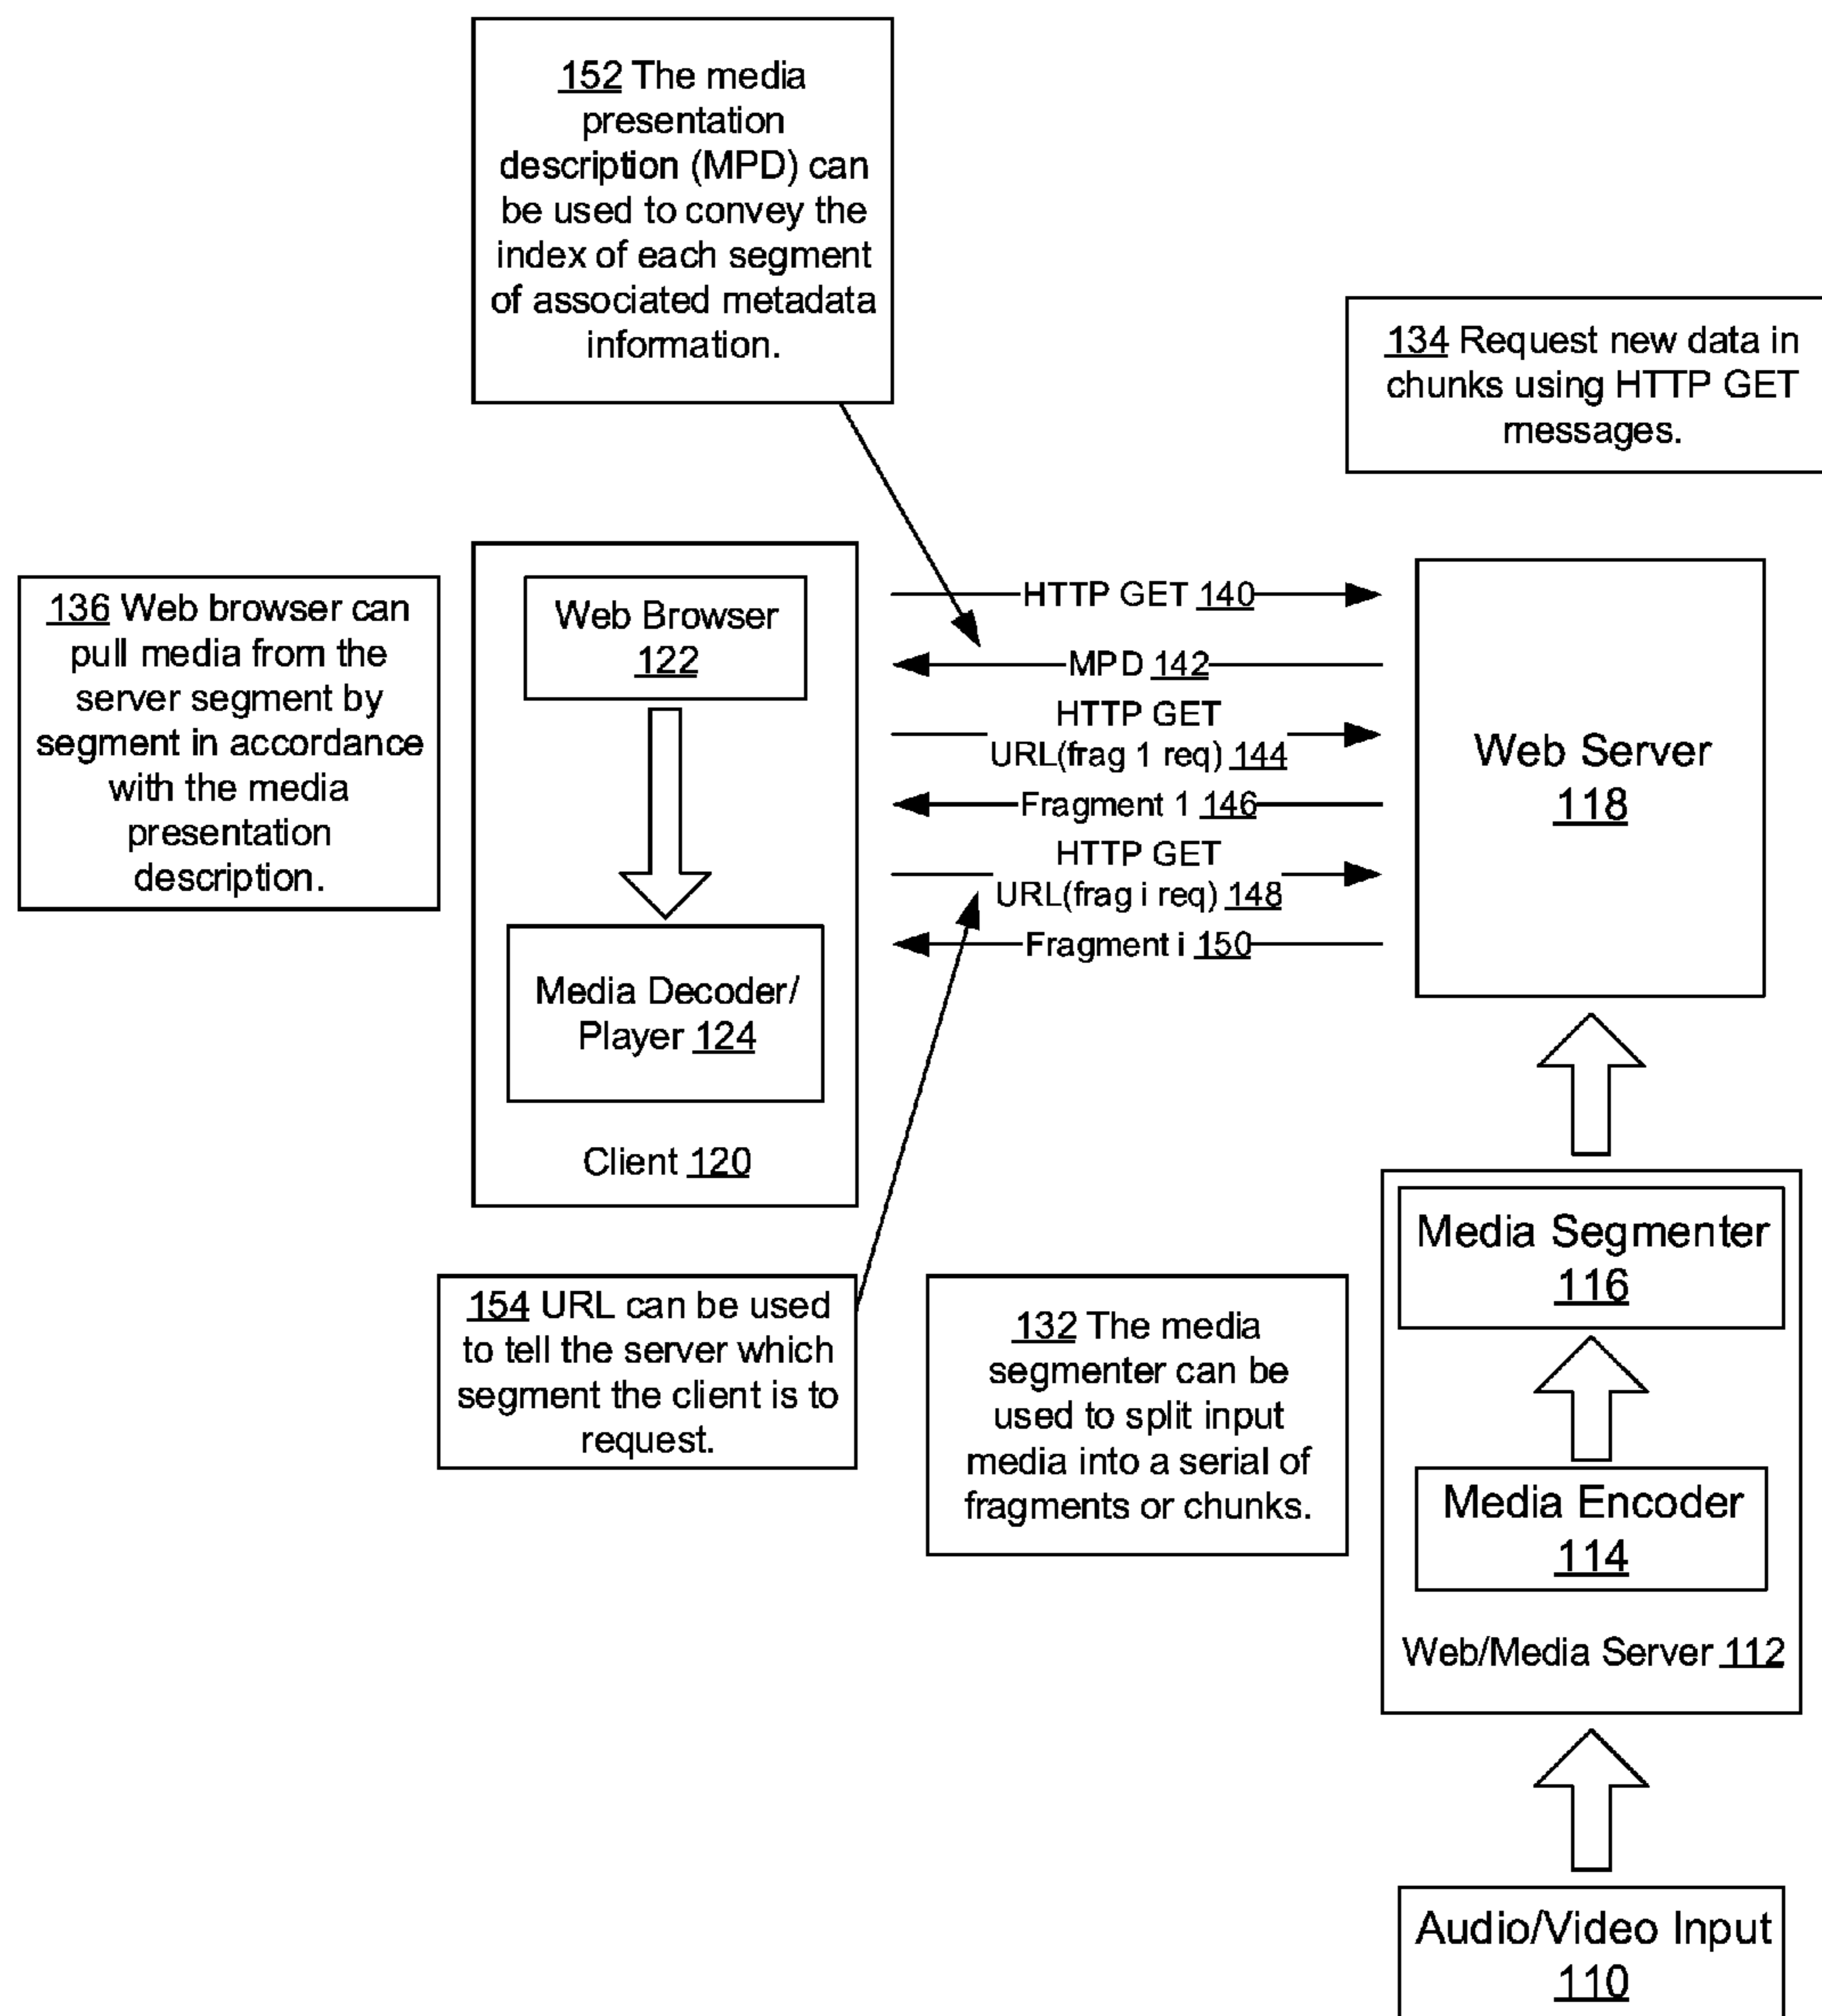 152 The media
presentation
description (MPD) can
be used to convey the
index of each segment
of associated metadata
information.
134 Request new data in
chunks using HTTP GET
messages.
136 Web browser can
pull media from the
server segment by
segment in accordance
with the media
presentation
description.
Web Browser
122
Media Decoder/
Player 124
Client 120
HTTP GET 140
MPD 142
HTTP GET
URL(frag 1 req) 144
Fragment 1 146
HTTP GET
URL(frag i req) 148
Fragment i 150
Web Server
118
154 URL can be used
to tell the server which
segment the client is to
request.
132 The media
segmenter can be
used to split input
media into a serial of
fragments or chunks.
Media Segmenter
116
Media Encoder
114
Web/Media Server 112
Audio/Video Input
110